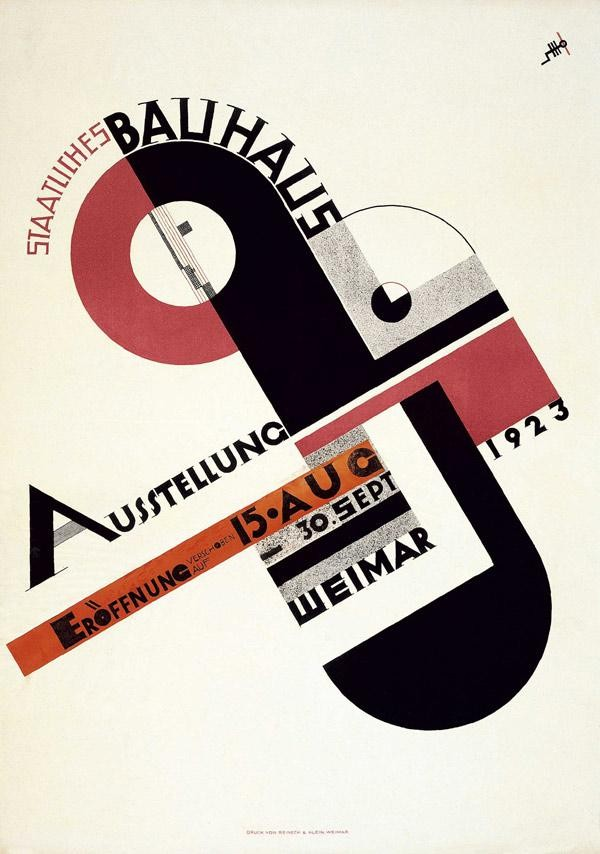 STAATLICHES
BAUHAUS
AUSSTELLUNG
1923
ERÖFFNUNG VERSCHOBEN AUF 15·AUG
30. SEPT
WEIMAR
DRUCK VON REINECK & KLEIN, WEIMAR